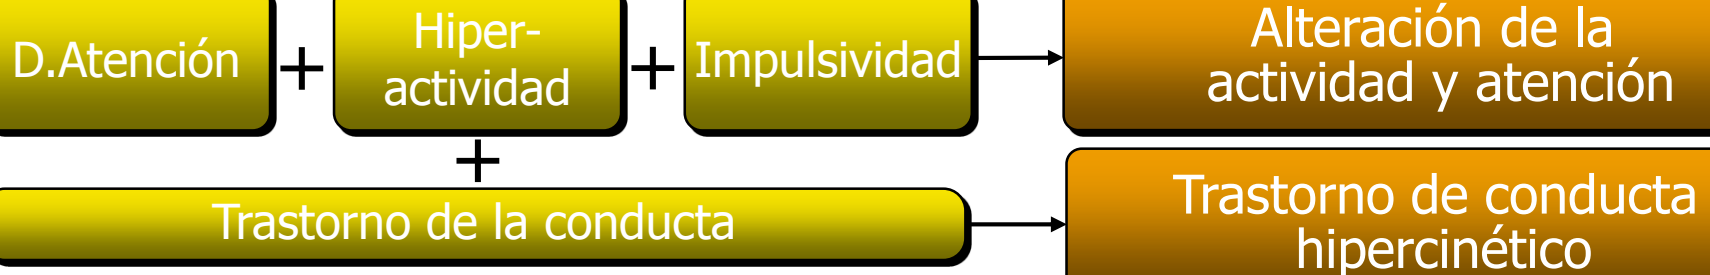 D.Atención
+
Hiper-
actividad
+
Impulsividad
Alteración de la
actividad y atención
+
Trastorno de la conducta
Trastorno de conducta
hipercinético